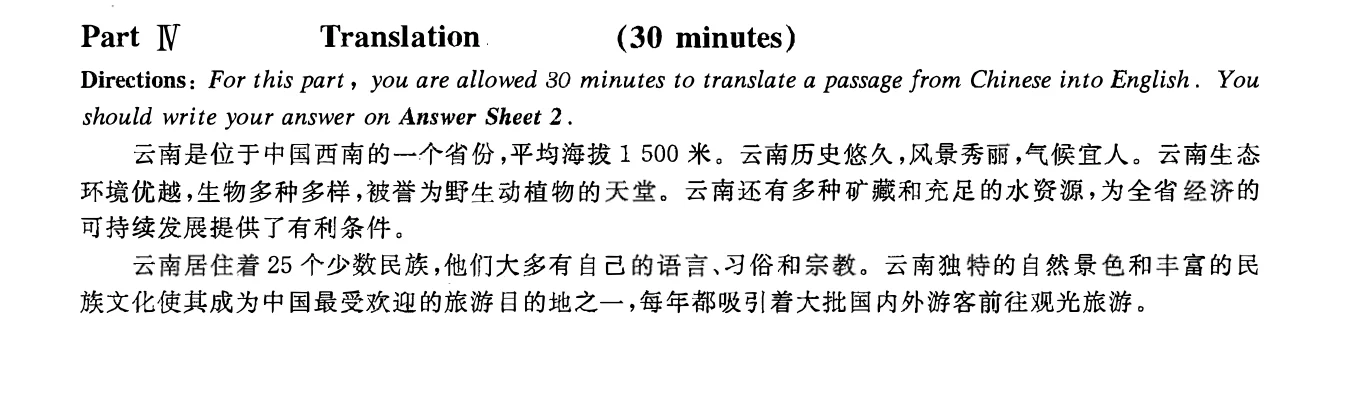 Part Ⅳ Translation (30 minutes)
Directions: For this part, you are allowed 30 minutes to translate a passage from Chinese into English. You
should write your answer on Answer Sheet 2.
云南是位于中国西南的一个省份,平均海拔 1 500 米。云南历史悠久,风景秀丽,气候宜人。云南生态
环境优越,生物多种多样,被誉为野生动植物的天堂。云南还有多种矿藏和充足的水资源,为全省经济的
可持续发展提供了有利条件。
云南居住着 25 个少数民族,他们大多有自己的语言、习俗和宗教。云南独特的自然景色和丰富的民
族文化使其成为中国最受欢迎的旅游目的地之一,每年都吸引着大批国内外游客前往观光旅游。